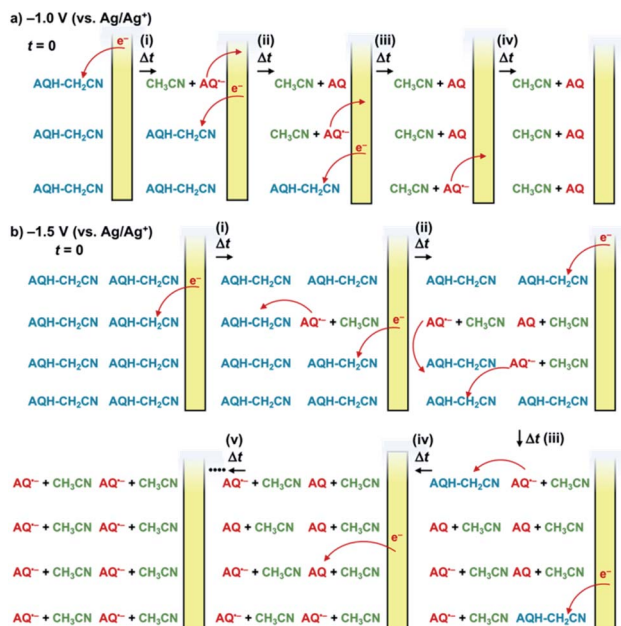 a) –1.0 V (vs. Ag/Ag⁺)
t = 0 e⁻ (i) Δt (ii) Δt (iii) Δt (iv) Δt
AQH-CH₂CN CH₃CN + AQ•⁻ e⁻ CH₃CN + AQ CH₃CN + AQ CH₃CN + AQ
AQH-CH₂CN AQH-CH₂CN CH₃CN + AQ•⁻ e⁻ CH₃CN + AQ CH₃CN + AQ
AQH-CH₂CN AQH-CH₂CN AQH-CH₂CN CH₃CN + AQ•⁻ CH₃CN + AQ
b) –1.5 V (vs. Ag/Ag⁺) (i) Δt (ii) Δt
t = 0 e⁻
AQH-CH₂CN AQH-CH₂CN e⁻ AQH-CH₂CN AQH-CH₂CN AQH-CH₂CN AQH-CH₂CN
AQH-CH₂CN AQH-CH₂CN AQH-CH₂CN AQ•⁻ + CH₃CN e⁻ AQ•⁻ + CH₃CN AQ + CH₃CN
AQH-CH₂CN AQH-CH₂CN AQH-CH₂CN AQH-CH₂CN AQH-CH₂CN AQ•⁻ + CH₃CN
AQH-CH₂CN AQH-CH₂CN AQH-CH₂CN AQH-CH₂CN AQH-CH₂CN AQH-CH₂CN
(v) Δt (iv) Δt Δt (iii)
AQ•⁻ + CH₃CN AQ•⁻ + CH₃CN AQ•⁻ + CH₃CN AQ + CH₃CN AQH-CH₂CN AQ•⁻ + CH₃CN
AQ•⁻ + CH₃CN AQ•⁻ + CH₃CN AQ + CH₃CN AQ + CH₃CN e⁻ AQ + CH₃CN AQ + CH₃CN
AQ•⁻ + CH₃CN AQ•⁻ + CH₃CN AQ•⁻ + CH₃CN AQ + CH₃CN AQ•⁻ + CH₃CN AQ + CH₃CN e⁻
AQ•⁻ + CH₃CN AQ•⁻ + CH₃CN AQ•⁻ + CH₃CN AQ•⁻ + CH₃CN AQ•⁻ + CH₃CN AQH-CH₂CN